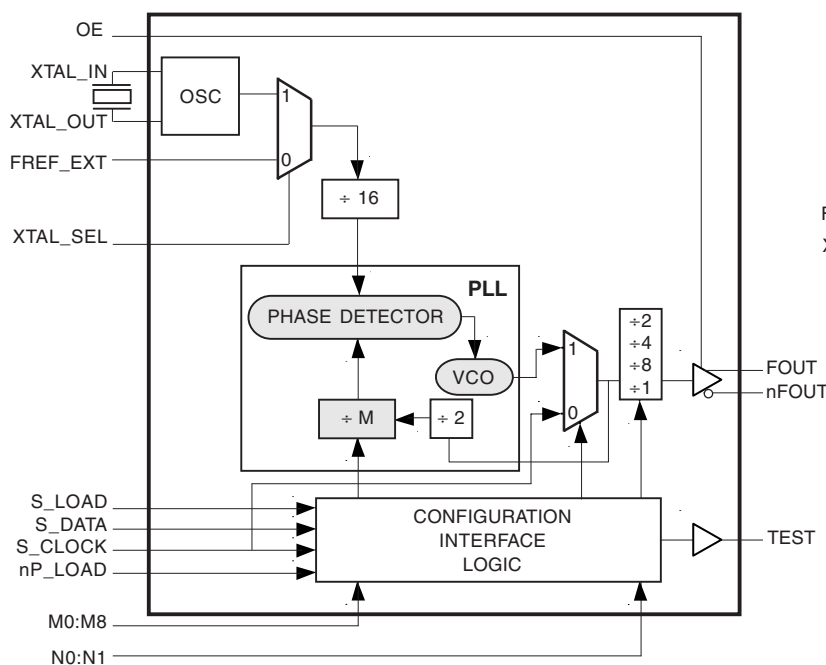 OE
XTAL_IN
OSC
XTAL_OUT
1
FREF_EXT
0
÷ 16
XTAL_SEL
F
X
PLL
PHASE DETECTOR
VCO
1
0
÷2
÷4
÷8
÷1
FOUT
nFOUT
÷ M
÷ 2
S_LOAD
S_DATA
S_CLOCK
nP_LOAD
CONFIGURATION
INTERFACE
LOGIC
TEST
M0:M8
N0:N1